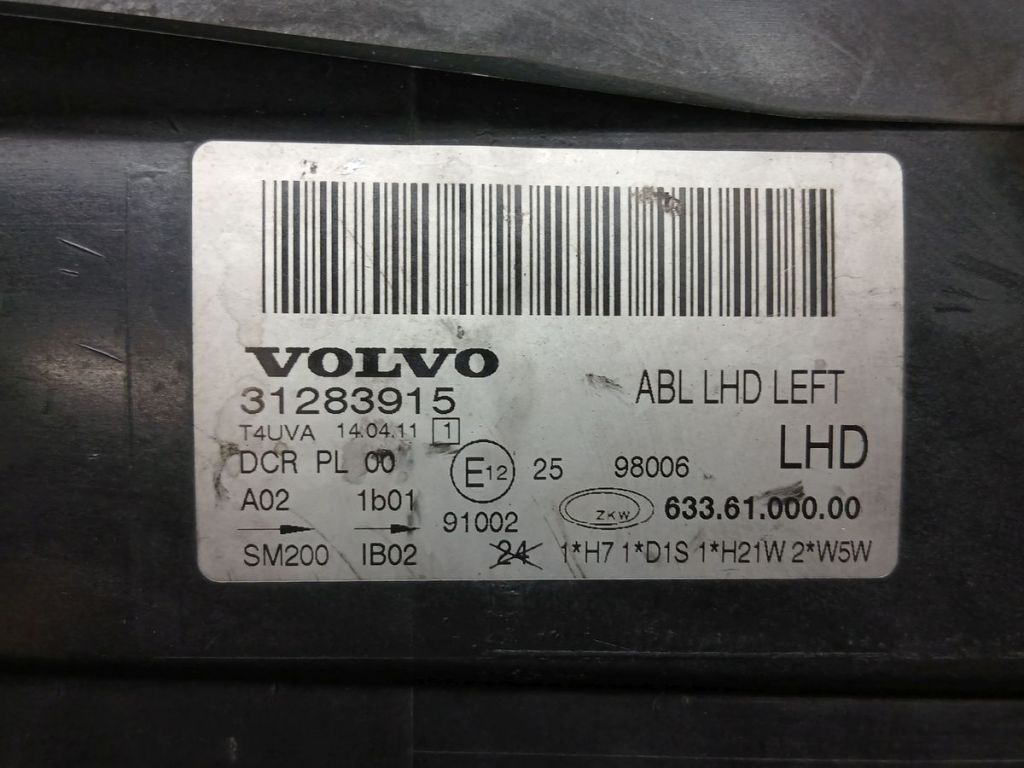 VOLVO
31283915
ABL LHD LEFT
T4UVA 14.04.11 1
LHD
DCR PL 00
E12 25 98006
A02 1b01
91002
ZKW 633.61.000.00
SM200 IB02
24 1*H7 1*D1S 1*H21W 2*W5W